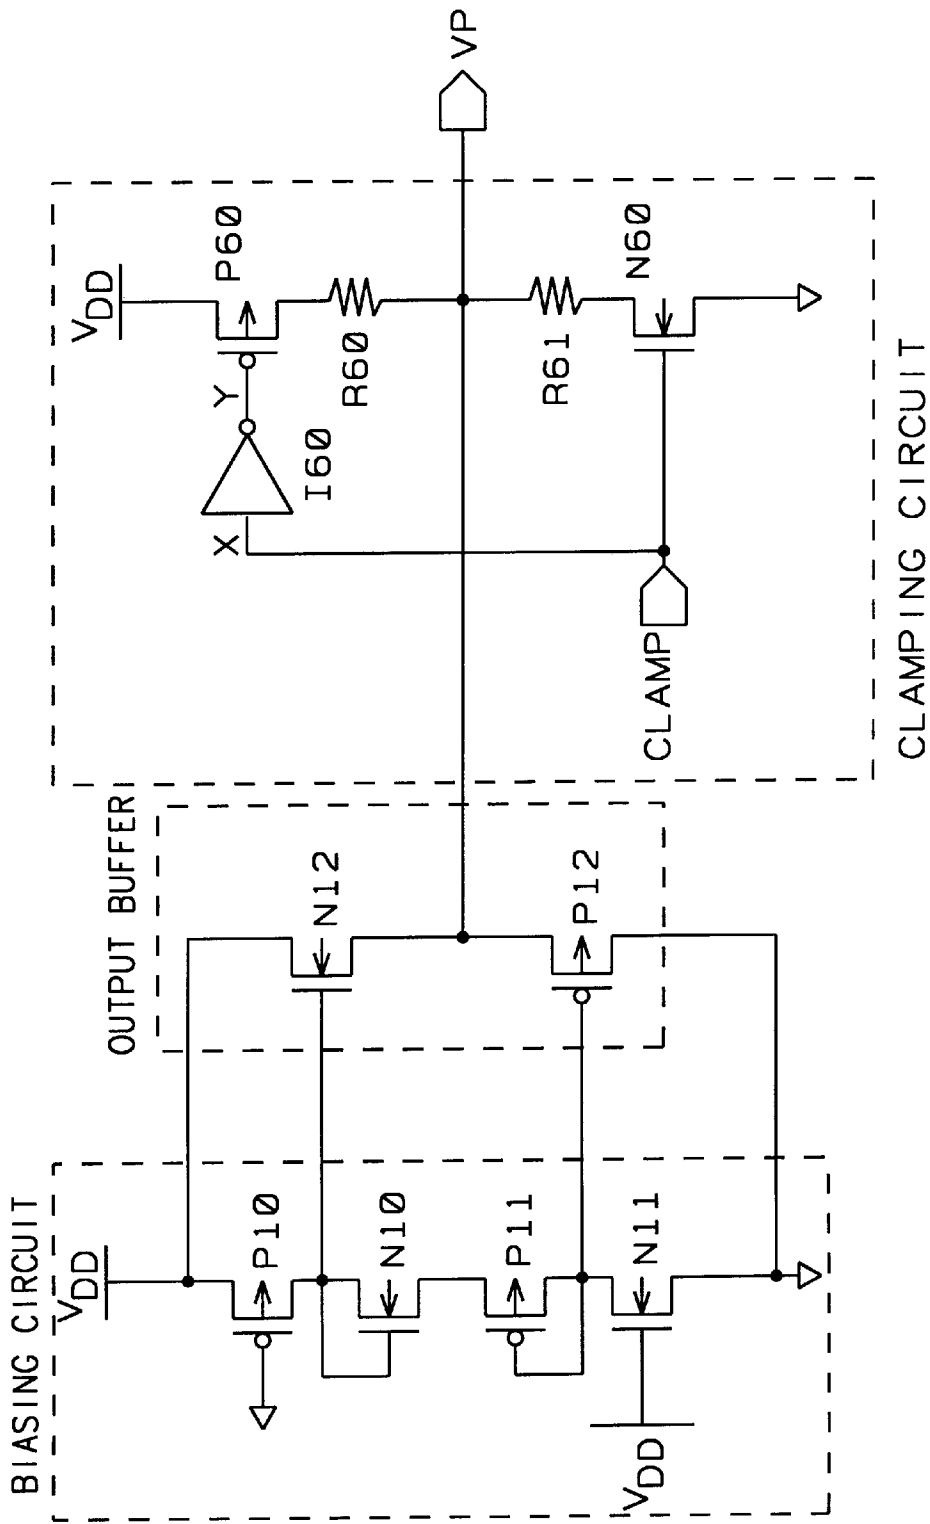 BIASING CIRCUIT
VDD
P10
N10
P11
N11
VDD
OUTPUT BUFFER
N12
P12
VDD
P60
Y
X
I60
R60
R61
N60
CLAMP
VP
CLAMPING CIRCUIT